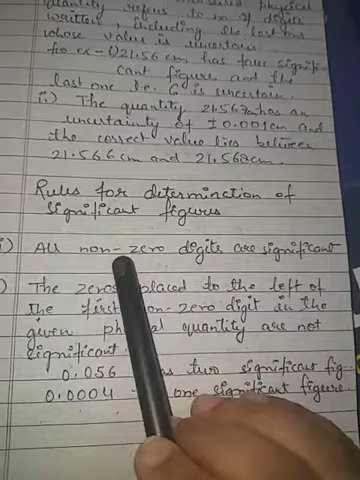 quantity refers to no of digits
written, including the last one
whose value is uncertain
for ex - i) 21.56 cm has four signifi-
cant figures and the
last one i.e. 6 is uncertain.
ii) The quantity 21.567cm has an
uncertainty of ±0.001 cm and
the correct value lies between
21.566 cm and 21.568 cm.
Rules for determination of
significant figures
i) All non-zero digits are significant
) The zeros placed to the left of
the first non-zero digit in the
given quantity are not
significant.
0.056 two significant fig-
0.0004 one significant figure.